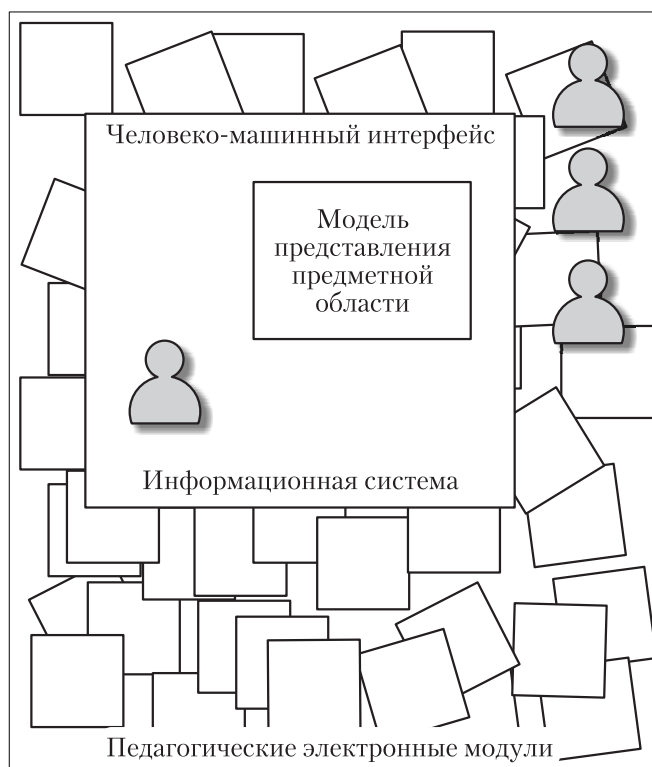 Человеко-машинный интерфейс
Модель
представления
предметной
области
Информационная система
Педагогические электронные модули